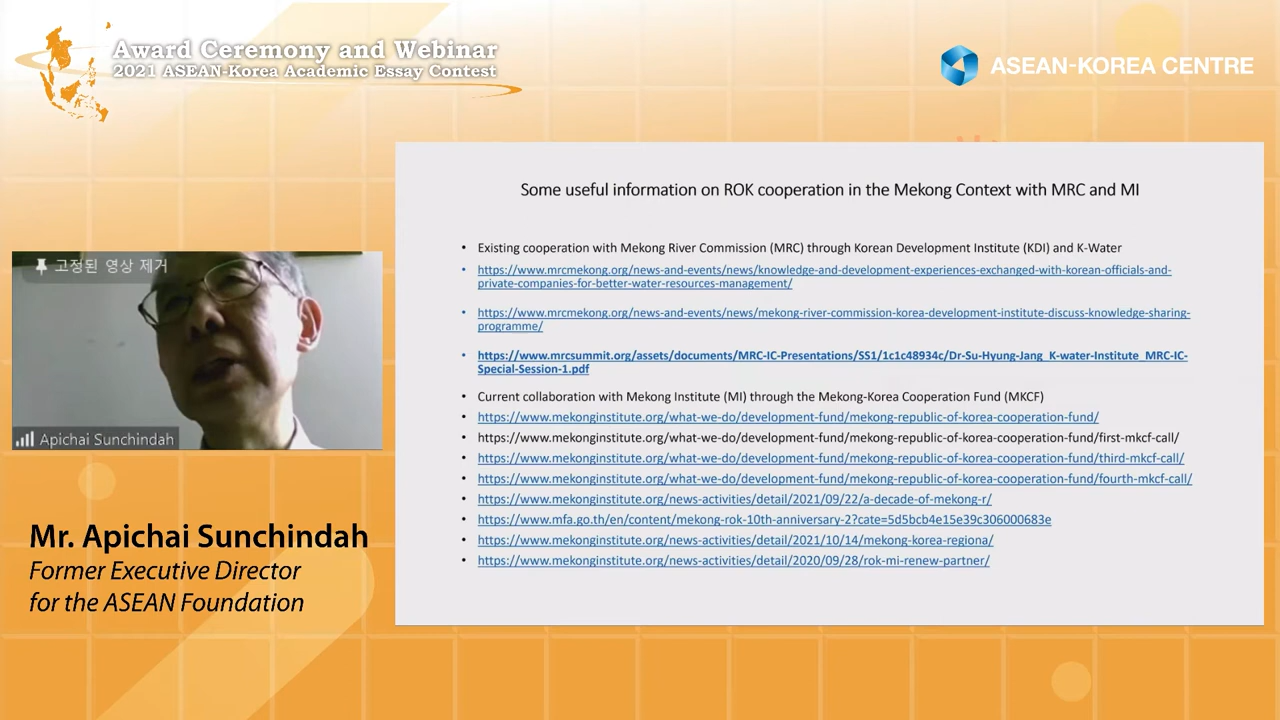 Award Ceremony and Webinar
2021 ASEAN-Korea Academic Essay Contest
ASEAN-KOREA CENTRE
Some useful information on ROK cooperation in the Mekong Context with MRC and MI
• Existing cooperation with Mekong River Commission (MRC) through Korean Development Institute (KDI) and K-Water
• https://www.mrcmekong.org/news-and-events/news/knowledge-and-development-experiences-exchanged-with-korean-officials-and-
private-companies-for-better-water-resources-management/
• https://www.mrcmekong.org/news-and-events/news/mekong-river-commission-korea-development-institute-discuss-knowledge-sharing-
programme/
• https://www.mrcsummit.org/assets/documents/MRC-IC-Presentations/SS1/1c1c48934c/Dr-Su-Hyung-Jang_K-water-Institute_MRC-IC-
Special-Session-1.pdf
• Current collaboration with Mekong Institute (MI) through the Mekong-Korea Cooperation Fund (MKCF)
• https://www.mekonginstitute.org/what-we-do/development-fund/mekong-republic-of-korea-cooperation-fund/
• https://www.mekonginstitute.org/what-we-do/development-fund/mekong-republic-of-korea-cooperation-fund/first-mkcf-call/
• https://www.mekonginstitute.org/what-we-do/development-fund/mekong-republic-of-korea-cooperation-fund/third-mkcf-call/
• https://www.mekonginstitute.org/what-we-do/development-fund/mekong-republic-of-korea-cooperation-fund/fourth-mkcf-call/
• https://www.mekonginstitute.org/news-activities/detail/2021/09/22/a-decade-of-mekong-r/
• https://www.mfa.go.th/en/content/mekong-rok-10th-anniversary-2?cate=5d5bcb4e15e39c306000683e
• https://www.mekonginstitute.org/news-activities/detail/2021/10/14/mekong-korea-regiona/
• https://www.mekonginstitute.org/news-activities/detail/2020/09/28/rok-mi-renew-partner/
고정된 영상 제거
Apichai Sunchindah
Mr. Apichai Sunchindah
Former Executive Director
for the ASEAN Foundation